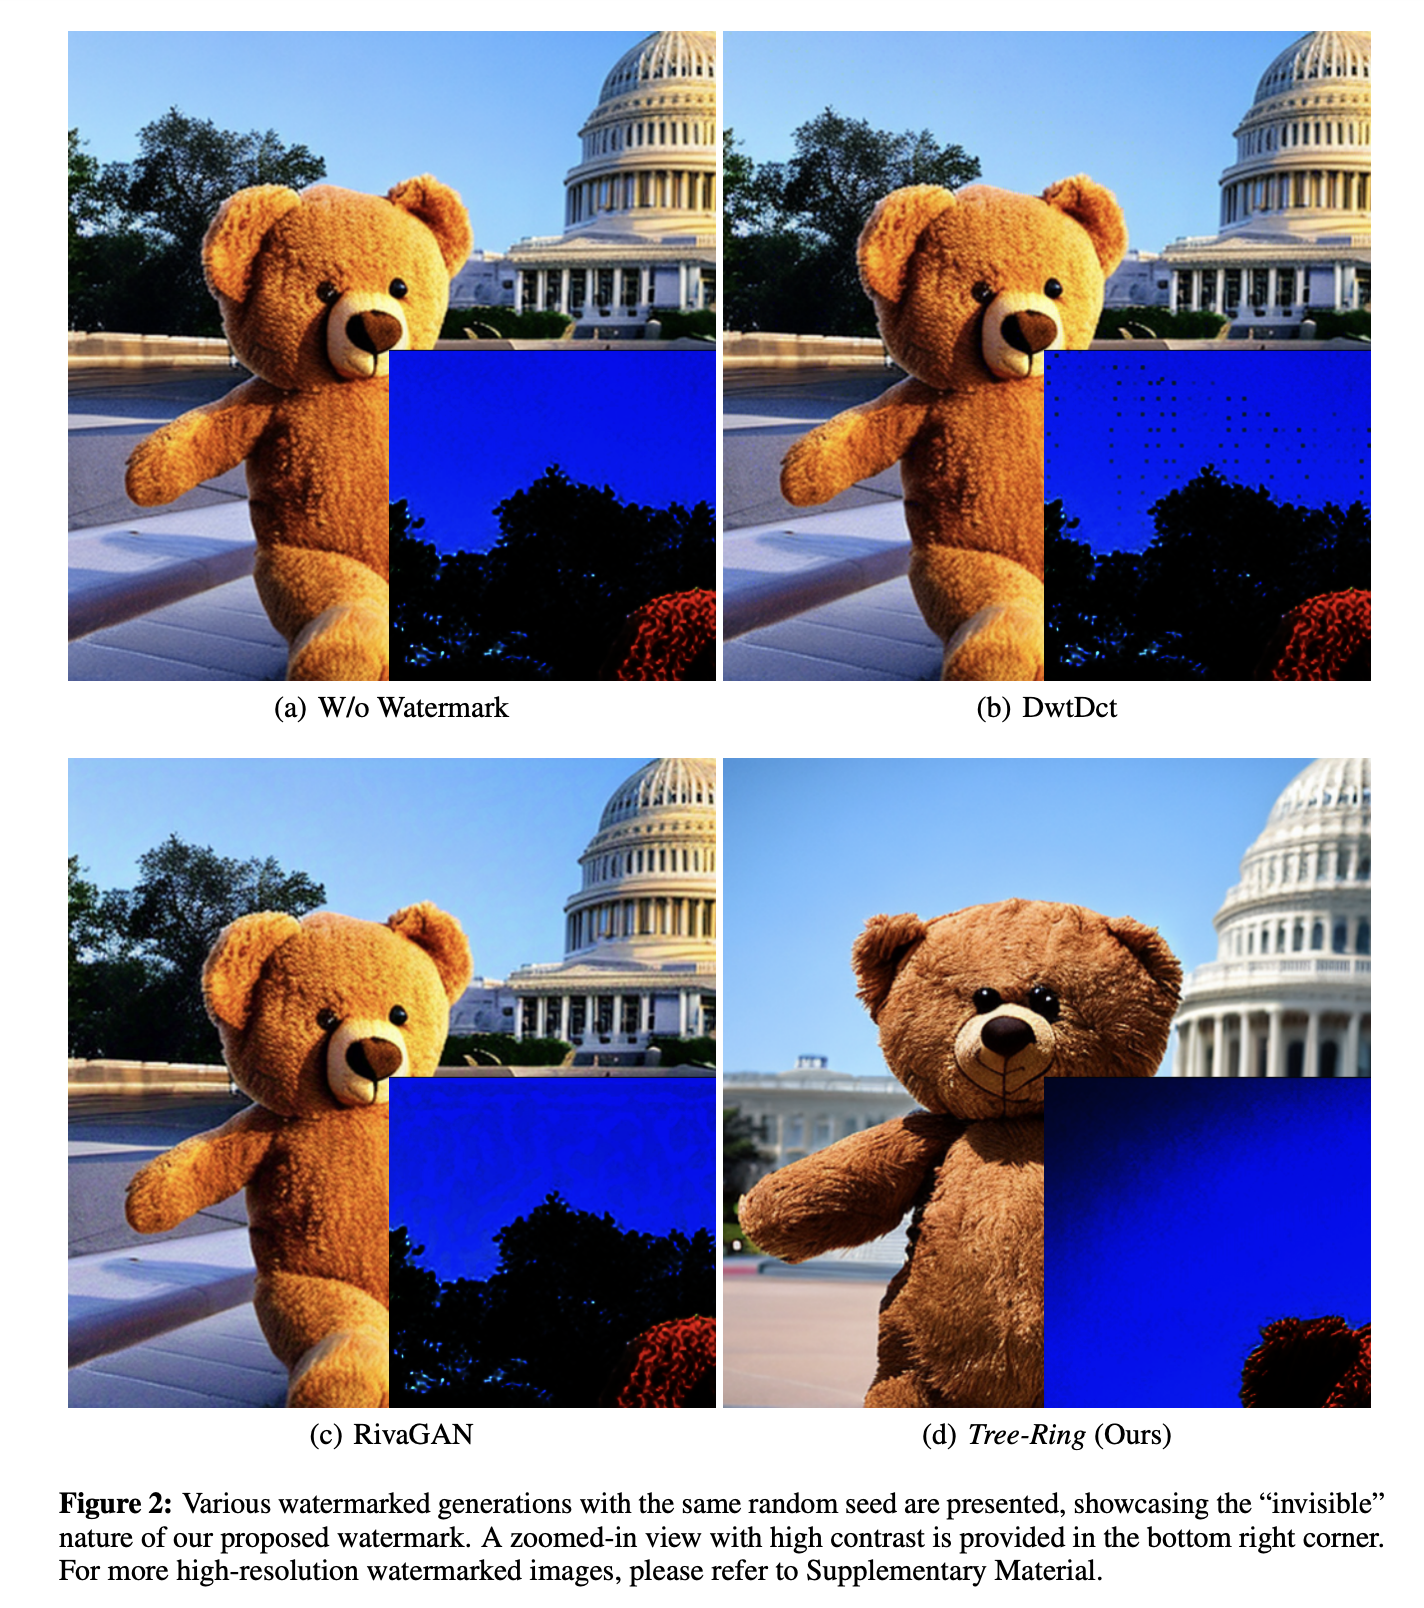 (a) W/o Watermark
(b) DwtDct
(c) RivaGAN
(d) Tree-Ring (Ours)
Figure 2: Various watermarked generations with the same random seed are presented, showcasing the “invisible”
nature of our proposed watermark. A zoomed-in view with high contrast is provided in the bottom right corner.
For more high-resolution watermarked images, please refer to Supplementary Material.